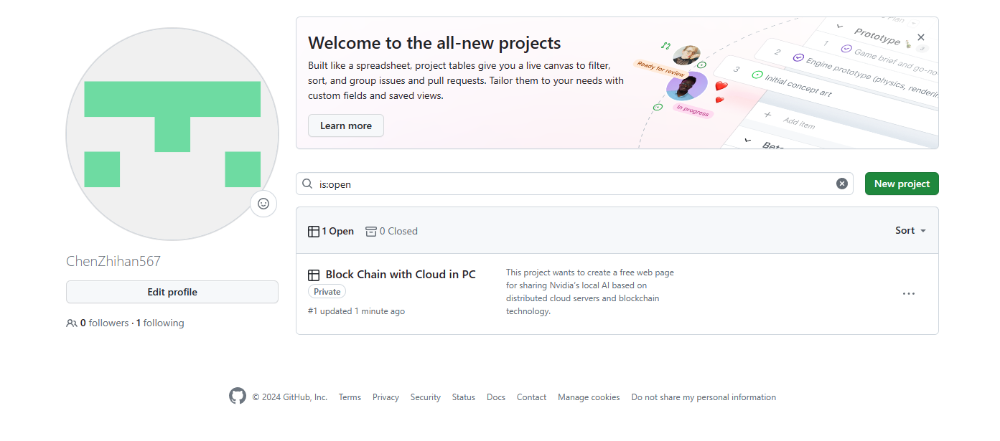 Welcome to the all-new projects
Built like a spreadsheet, project tables give you a live canvas to filter,
sort, and group issues and pull requests. Tailor them to your needs with
custom fields and saved views.
Learn more
Ready for review
In progress
Plan
Prototype
3
1 Game brief and go-no-
2 Engine prototype (physics, renderin
3 Initial concept art
Add item
Beta
is:open
New project
1 Open 0 Closed
Sort
Block Chain with Cloud in PC
Private
#1 updated 1 minute ago
This project wants to create a free web page
for sharing Nvidia's local AI based on
distributed cloud servers and blockchain
technology.
ChenZhihan567
Edit profile
0 followers · 1 following
© 2024 GitHub, Inc. Terms Privacy Security Status Docs Contact Manage cookies Do not share my personal information